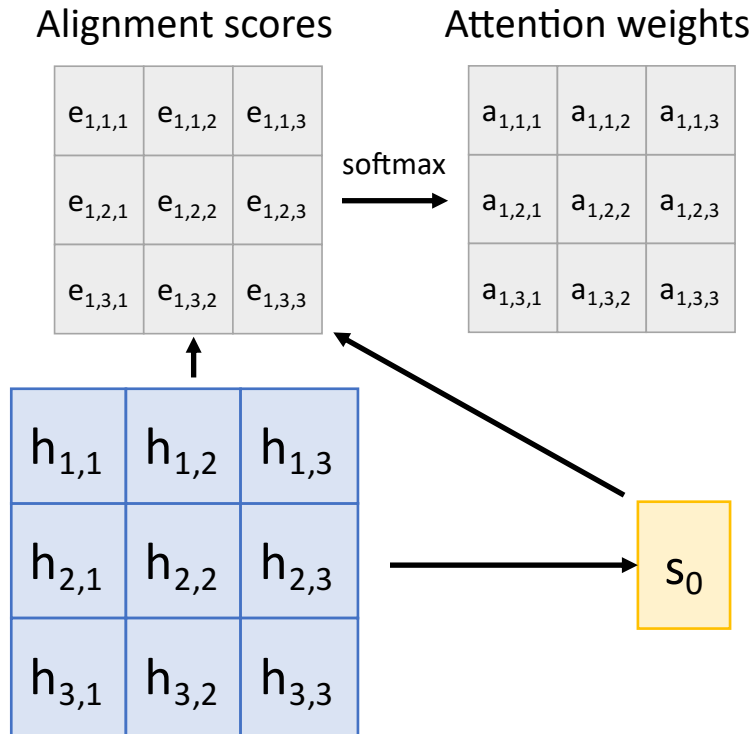 Alignment scores Attention weights
e1,1,1 e1,1,2 e1,1,3 a1,1,1 a1,1,2 a1,1,3
softmax
e1,2,1 e1,2,2 e1,2,3 a1,2,1 a1,2,2 a1,2,3
e1,3,1 e1,3,2 e1,3,3 a1,3,1 a1,3,2 a1,3,3
h1,1 h1,2 h1,3
h2,1 h2,2 h2,3 s0
h3,1 h3,2 h3,3